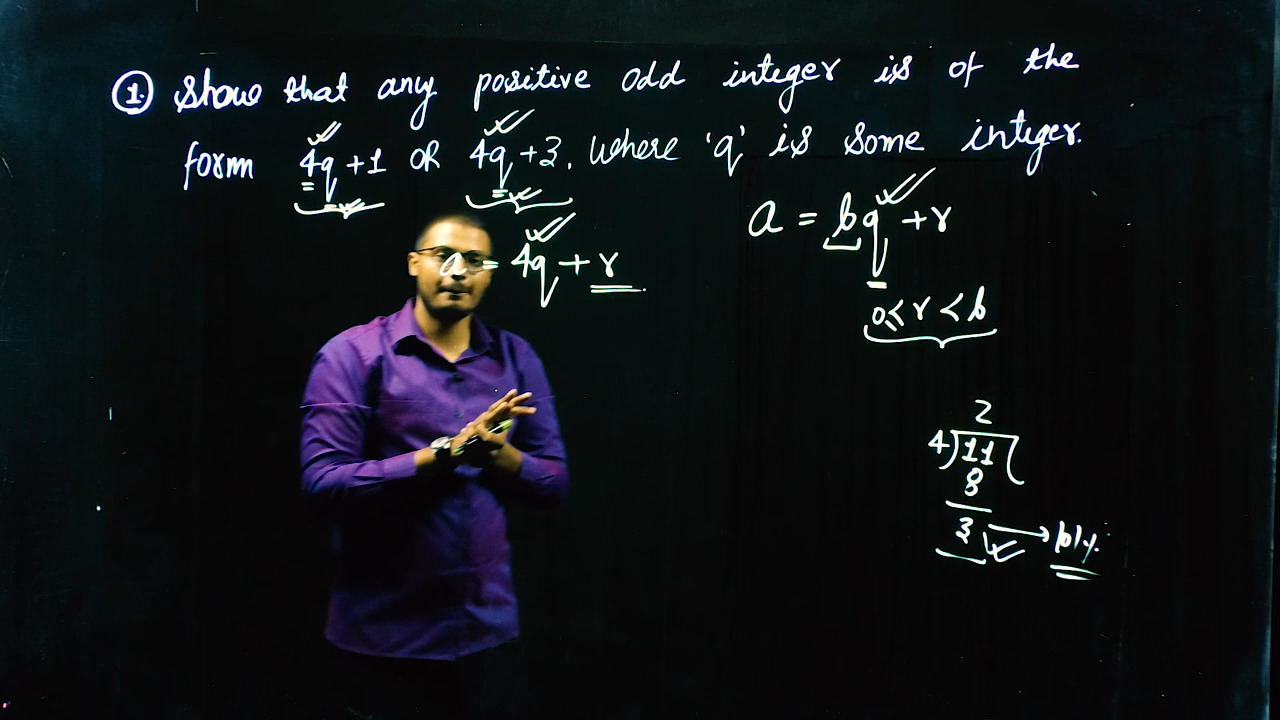 1. Show that any positive odd integer is of the
form 4q + 1 OR 4q + 3, Where 'q' is some integer.
a = 4q + r
a = bq + r
0 ≤ r < b
2
4)11(
8
3 →